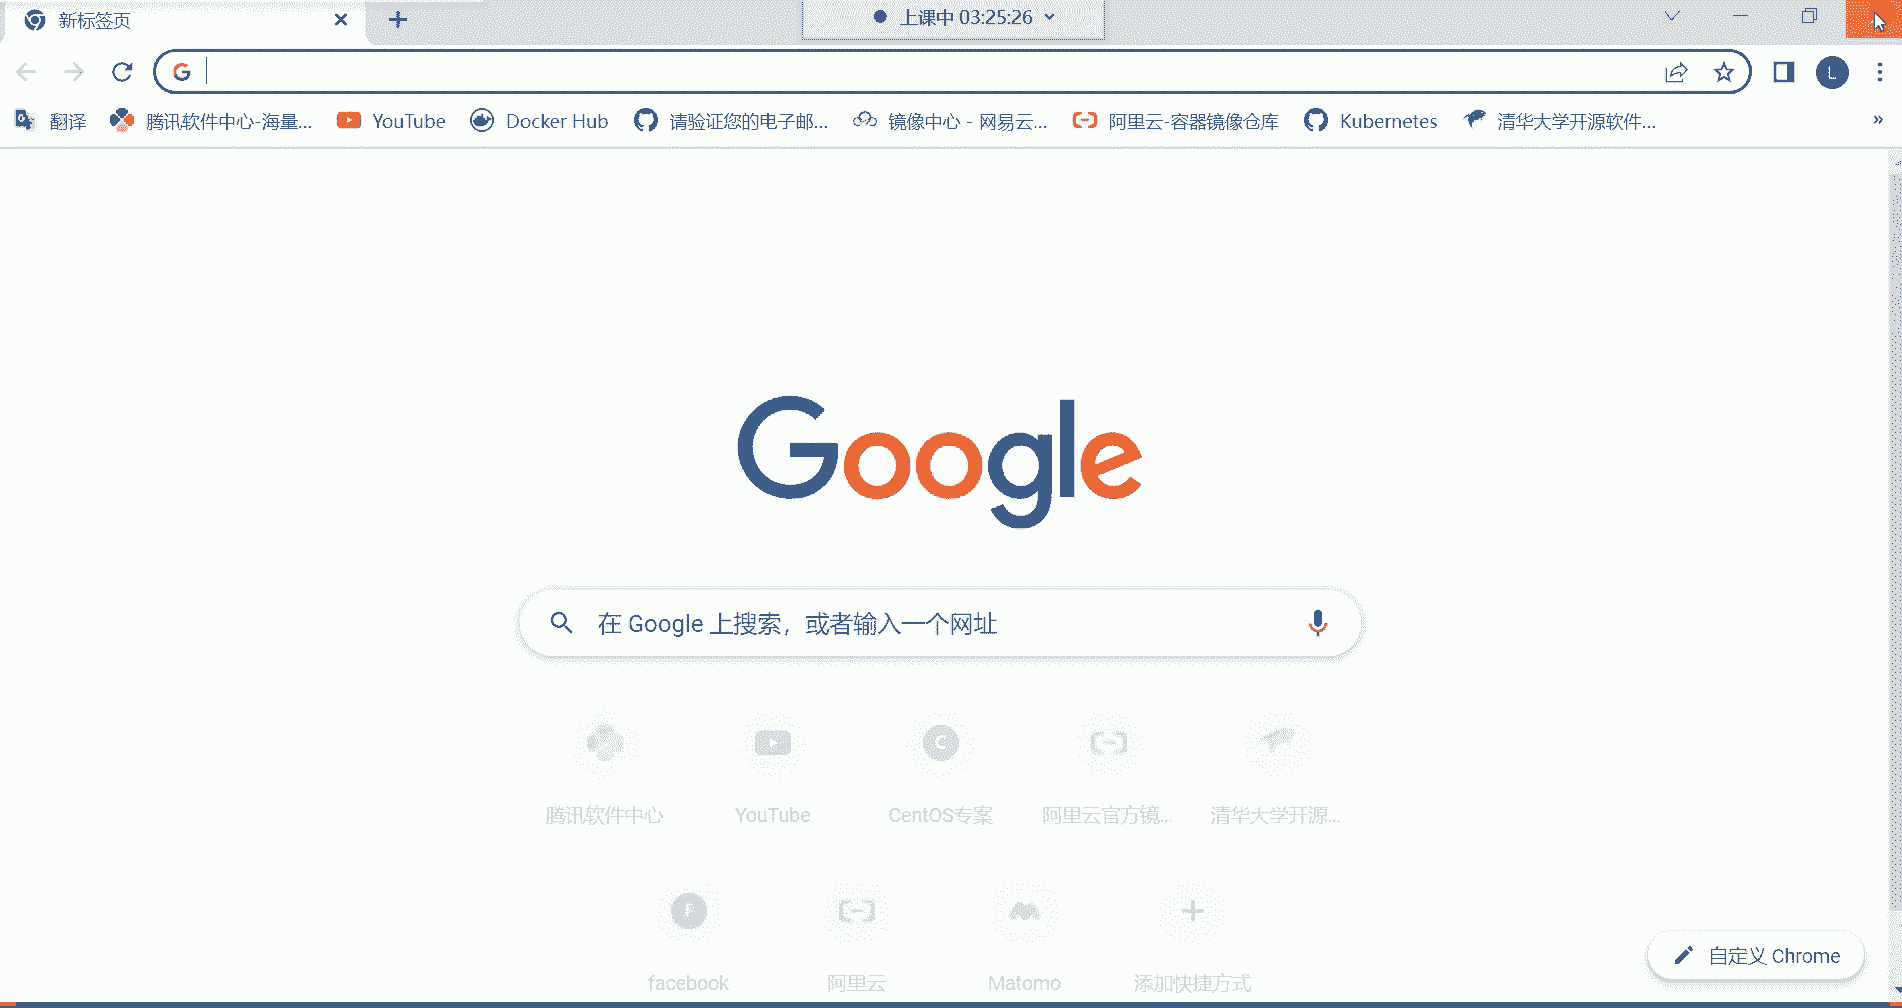 新标签页
上课中 03:25:26
翻译
腾讯软件中心-海量...
YouTube
Docker Hub
请验证您的电子邮...
镜像中心 - 网易云...
阿里云-容器镜像仓库
Kubernetes
清华大学开源软件...
L
Google
在 Google 上搜索，或者输入一个网址
腾讯软件中心
YouTube
CentOS专案
阿里云官方镜...
清华大学开源...
facebook
阿里云
Matomo
添加快捷方式
自定义 Chrome